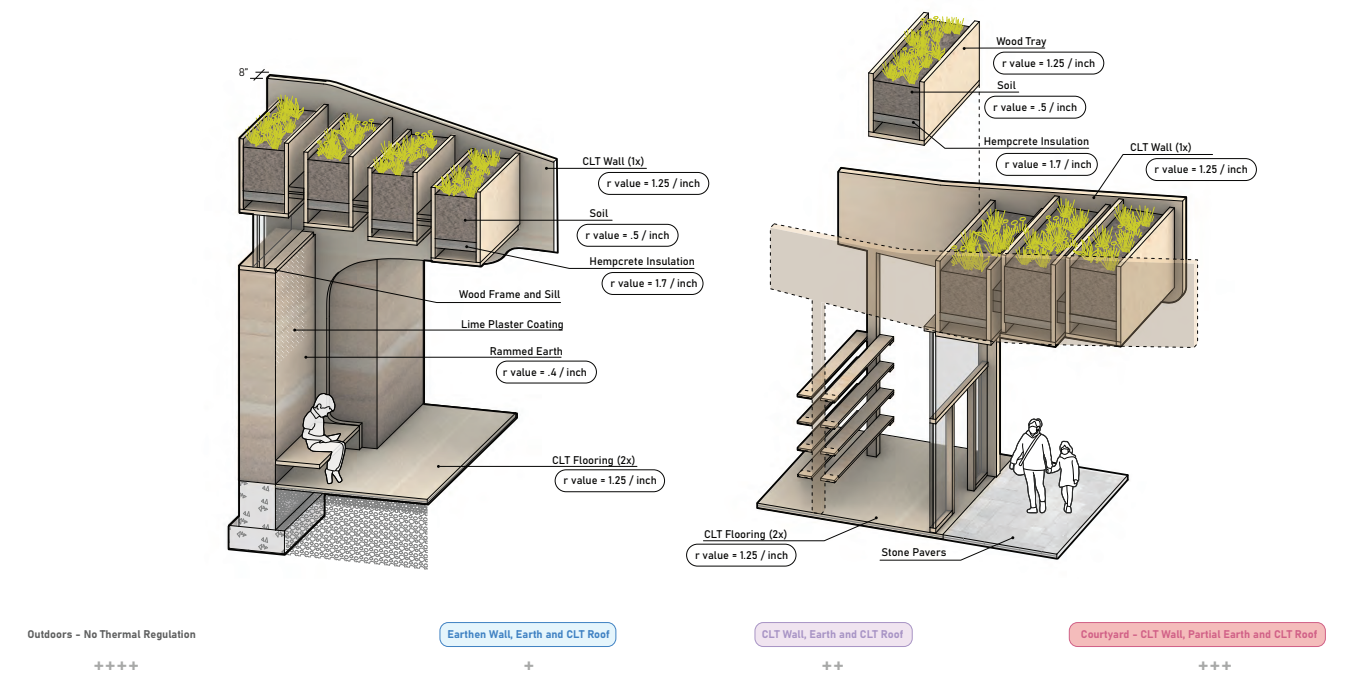 8"
CLT Wall (1x)
r value = 1.25 / inch
Soil
r value = .5 / inch
Hempcrete Insulation
r value = 1.7 / inch
Wood Frame and Sill
Lime Plaster Coating
Rammed Earth
r value = .4 / inch
CLT Flooring (2x)
r value = 1.25 / inch
Wood Tray
r value = 1.25 / inch
Soil
r value = .5 / inch
Hempcrete Insulation
r value = 1.7 / inch
CLT Wall (1x)
r value = 1.25 / inch
CLT Flooring (2x)
r value = 1.25 / inch
Stone Pavers
Outdoors - No Thermal Regulation
++++
Earthen Wall, Earth and CLT Roof
+
CLT Wall, Earth and CLT Roof
++
Courtyard - CLT Wall, Partial Earth and CLT Roof
+++